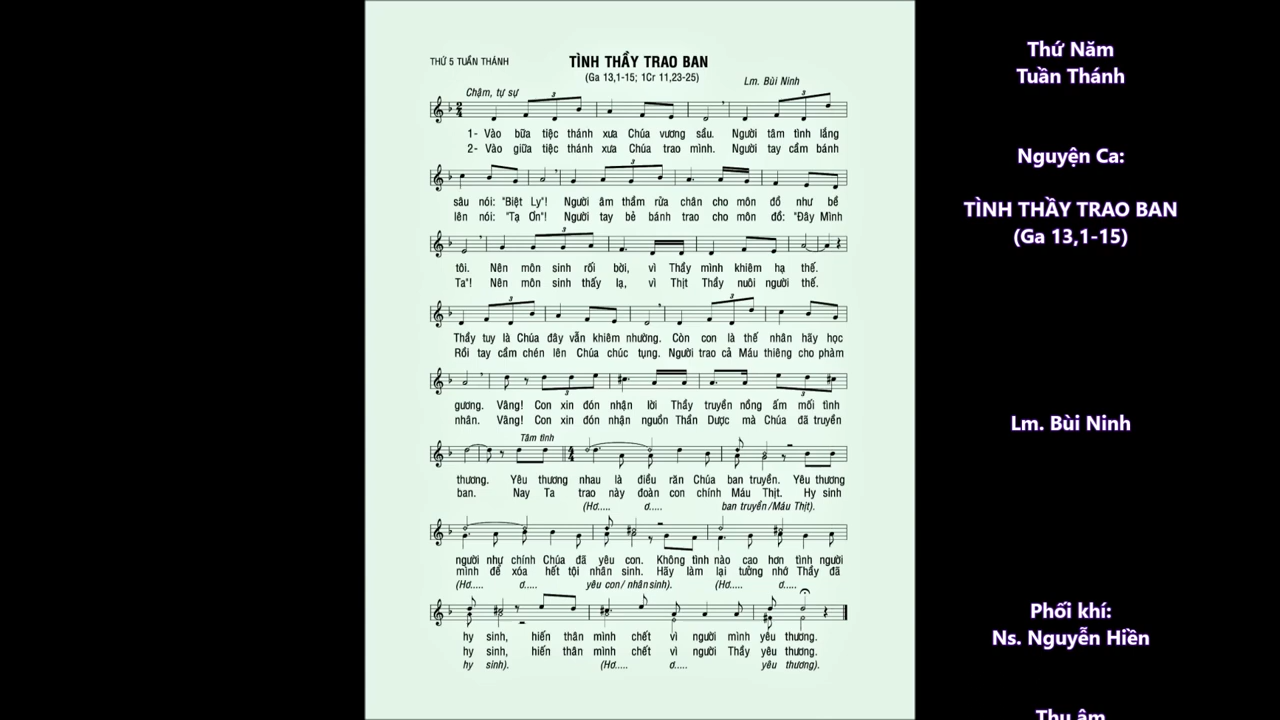 THỨ 5 TUẦN THÁNH
TÌNH THẦY TRAO BAN
(Ga 13,1-15; 1Cr 11,23-25)
Lm. Bùi Ninh
Chậm, tự sự
3
3
1- Vào bữa tiệc thánh xưa Chúa vương sầu. Người tâm tình lắng
2- Vào giữa tiệc thánh xưa Chúa trao mình. Người tay cầm bánh
3
sâu nói: "Biệt Ly"! Người âm thầm rửa chân cho môn đồ như bề
lên nói: "Tạ Ơn"! Người tay bẻ bánh trao cho môn đồ: "Đây Mình
3
tôi. Nên môn sinh rối bời, vì Thầy mình khiêm hạ thế.
Ta"! Nên môn sinh thấy lạ, vì Thịt Thầy nuôi người thế.
3
3
Thầy tuy là Chúa đây vẫn khiêm nhường. Còn con là thế nhân hãy học
Rồi tay cầm chén lên Chúa chúc tụng. Người trao cả Máu thiêng cho phàm
3
3
gương. Vâng! Con xin đón nhận lời Thầy truyền nồng ấm mối tình
nhân. Vâng! Con xin đón nhận nguồn Thần Dược mà Chúa đã truyền
Tâm tình
thương. Yêu thương nhau là điều răn Chúa ban truyền. Yêu thương
ban. Nay Ta trao này đoàn con chính Máu Thịt. Hy sinh
(Hơ..... ơ..... ban truyền/Máu Thịt).
người như chính Chúa đã yêu con. Không tình nào cao hơn tình người
mình để xóa hết tội nhân sinh. Hãy làm lại tưởng nhớ Thầy đã
(Hơ..... ơ..... yêu con/ nhân sinh). (Hơ..... ơ.....
hy sinh, hiến thân mình chết vì người mình yêu thương.
hy sinh, hiến thân mình chết vì người Thầy yêu thương.
hy sinh). (Hơ..... ơ..... yêu thương).
Thứ Năm
Tuần Thánh
Nguyện Ca:
TÌNH THẦY TRAO BAN
(Ga 13,1-15)
Lm. Bùi Ninh
Phối khí:
Ns. Nguyễn Hiền
Thu âm